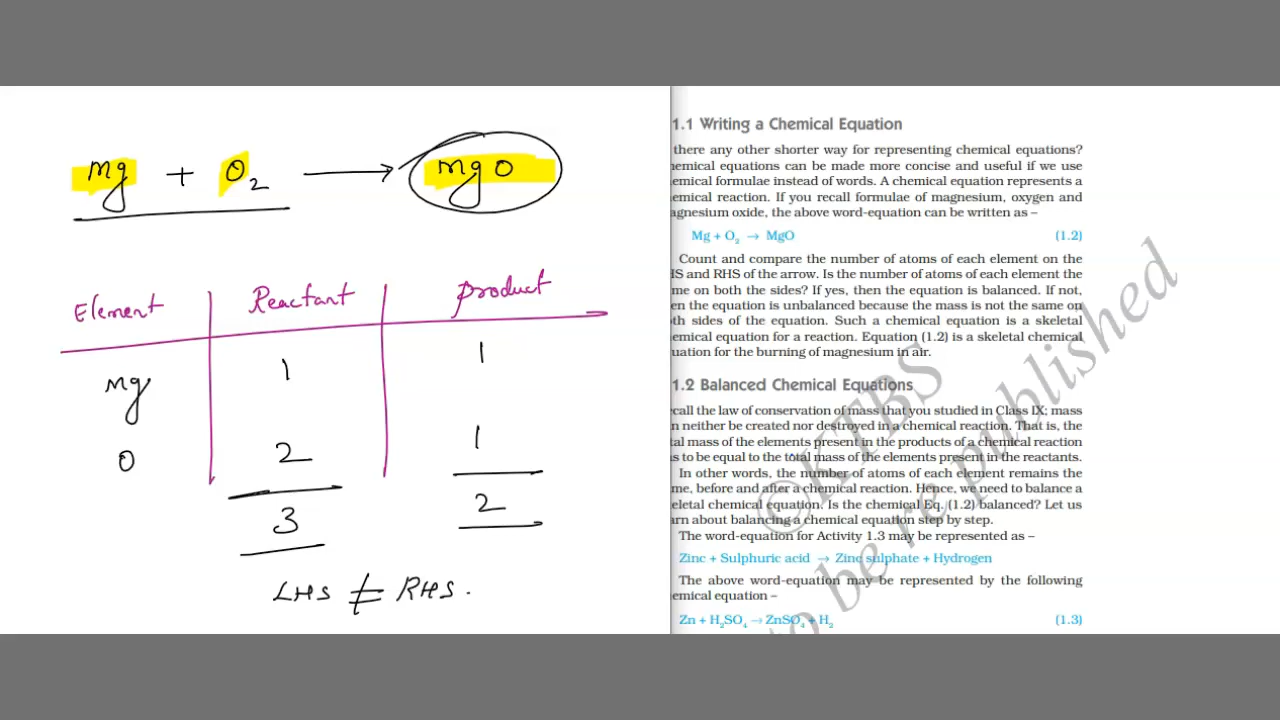 Mg + O2 → MgO
Element Reactant Product
Mg 1 1
O 2 1
3 2
LHS ≠ RHS.
1.1 Writing a Chemical Equation
there any other shorter way for representing chemical equations?
emical equations can be made more concise and useful if we use
emical formulae instead of words. A chemical equation represents a
emical reaction. If you recall formulae of magnesium, oxygen and
agnesium oxide, the above word-equation can be written as –
Mg + O2 → MgO (1.2)
Count and compare the number of atoms of each element on the
HS and RHS of the arrow. Is the number of atoms of each element the
me on both the sides? If yes, then the equation is balanced. If not,
en the equation is unbalanced because the mass is not the same on
th sides of the equation. Such a chemical equation is a skeletal
emical equation for a reaction. Equation (1.2) is a skeletal chemical
uation for the burning of magnesium in air.
1.2 Balanced Chemical Equations
call the law of conservation of mass that you studied in Class IX; mass
n neither be created nor destroyed in a chemical reaction. That is, the
tal mass of the elements present in the products of a chemical reaction
s to be equal to the total mass of the elements present in the reactants.
In other words, the number of atoms of each element remains the
me, before and after a chemical reaction. Hence, we need to balance a
eletal chemical equation. Is the chemical Eq. (1.2) balanced? Let us
arn about balancing a chemical equation step by step.
The word-equation for Activity 1.3 may be represented as –
Zinc + Sulphuric acid → Zinc sulphate + Hydrogen
The above word-equation may be represented by the following
emical equation –
Zn + H2SO4 → ZnSO4 + H2 (1.3)
©KTBS
to be republished